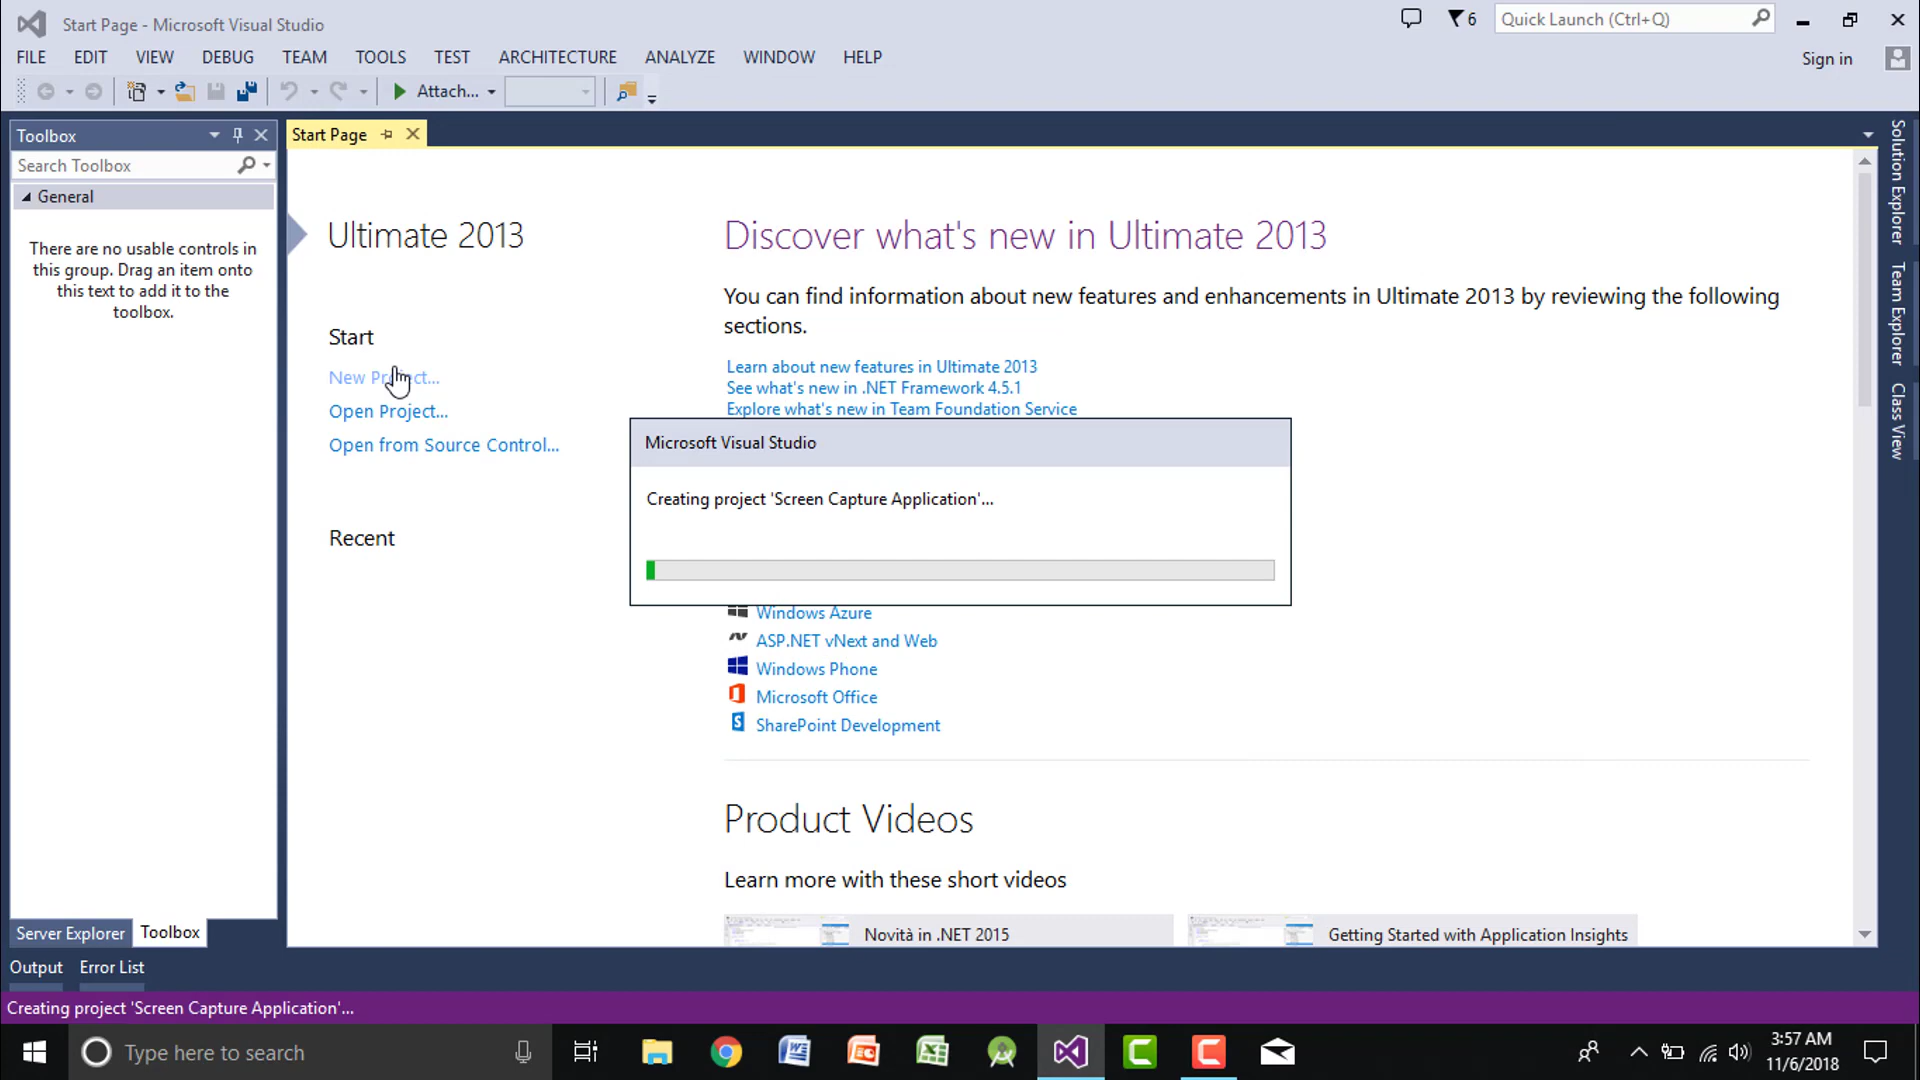 Start Page - Microsoft Visual Studio
6
Quick Launch (Ctrl+Q)
FILE EDIT VIEW DEBUG TEAM TOOLS TEST ARCHITECTURE ANALYZE WINDOW HELP
Sign in
Attach...
Toolbox
Search Toolbox
General
There are no usable controls in
this group. Drag an item onto
this text to add it to the
toolbox.
Server Explorer
Toolbox
Start Page
Ultimate 2013
Start
New Project...
Open Project...
Open from Source Control...
Recent
Discover what's new in Ultimate 2013
You can find information about new features and enhancements in Ultimate 2013 by reviewing the following
sections.
Learn about new features in Ultimate 2013
See what's new in .NET Framework 4.5.1
Explore what's new in Team Foundation Service
Microsoft Visual Studio
Creating project 'Screen Capture Application'...
Windows Azure
ASP.NET vNext and Web
Windows Phone
Microsoft Office
SharePoint Development
Product Videos
Learn more with these short videos
Novità in .NET 2015
Getting Started with Application Insights
Solution Explorer
Team Explorer
Class View
Output
Error List
Creating project 'Screen Capture Application'...
Type here to search
3:57 AM
11/6/2018